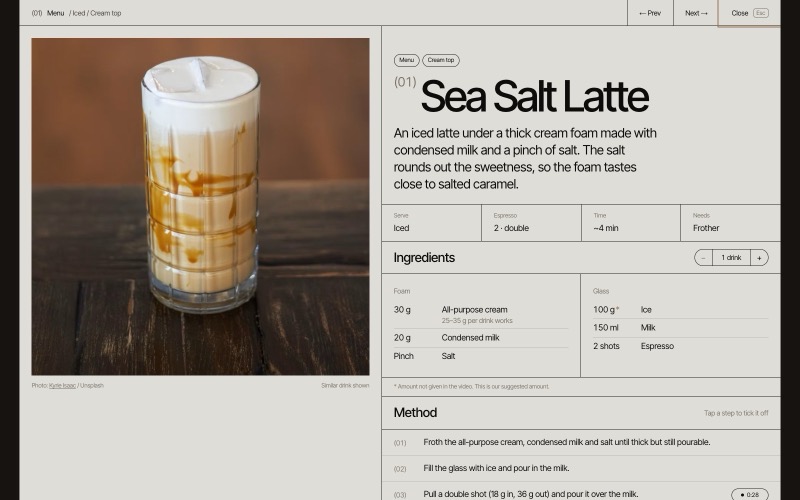 (01) Menu / Iced / Cream top
← Prev
Next →
Close Esc
Menu
Cream top
(01) Sea Salt Latte
An iced latte under a thick cream foam made with
condensed milk and a pinch of salt. The salt
rounds out the sweetness, so the foam tastes
close to salted caramel.
Serve
Iced
Espresso
2 · double
Time
~4 min
Needs
Frother
Ingredients
− 1 drink +
Foam
30 g All-purpose cream
25–35 g per drink works
20 g Condensed milk
Pinch Salt
Glass
100 g* Ice
150 ml Milk
2 shots Espresso
* Amount not given in the video. This is our suggested amount.
Photo: Kyrie Isaac / Unsplash
Similar drink shown
Method
Tap a step to tick it off
(01) Froth the all-purpose cream, condensed milk and salt until thick but still pourable.
(02) Fill the glass with ice and pour in the milk.
(03) Pull a double shot (18 g in, 36 g out) and pour it over the milk.
0:28